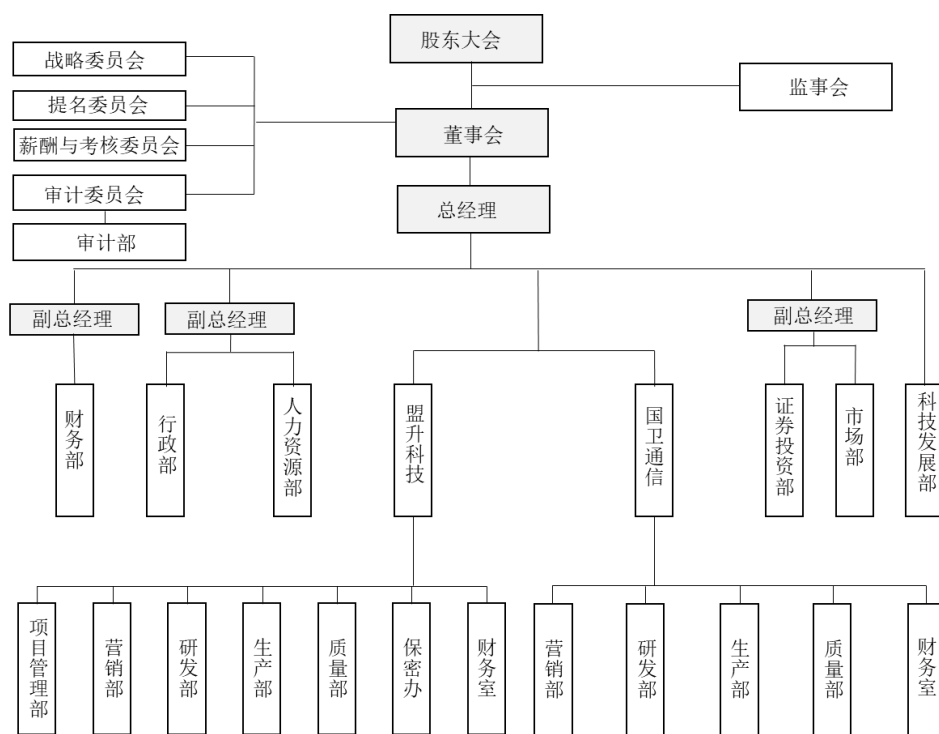 股东大会
战略委员会
监事会
提名委员会
董事会
薪酬与考核委员会
审计委员会
总经理
审计部
副总经理
副总经理
副总经理
财务部
行政部
人力资源部
盟升科技
国卫通信
证券投资部
市场部
科技发展部
项目管理部
营销部
研发部
生产部
质量部
保密办
财务室
营销部
研发部
生产部
质量部
财务室